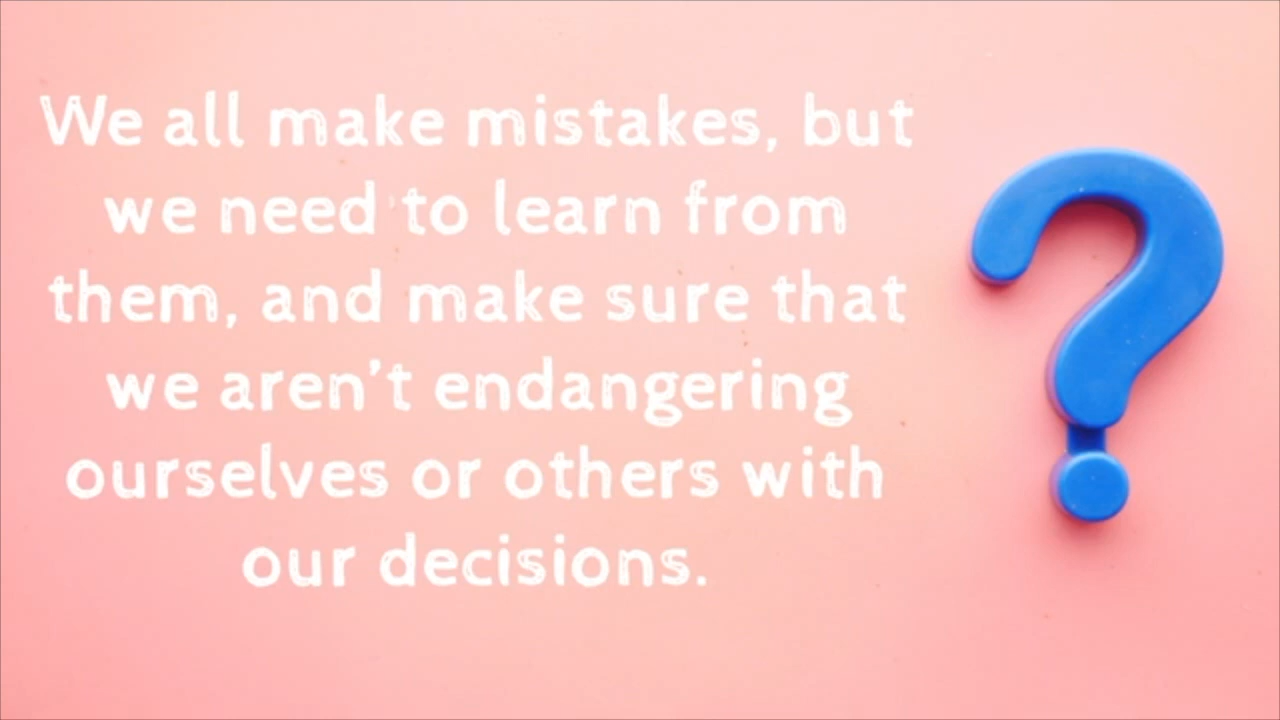 We all make mistakes, but
we need to learn from
them, and make sure that
we aren't endangering
ourselves or others with
our decisions.